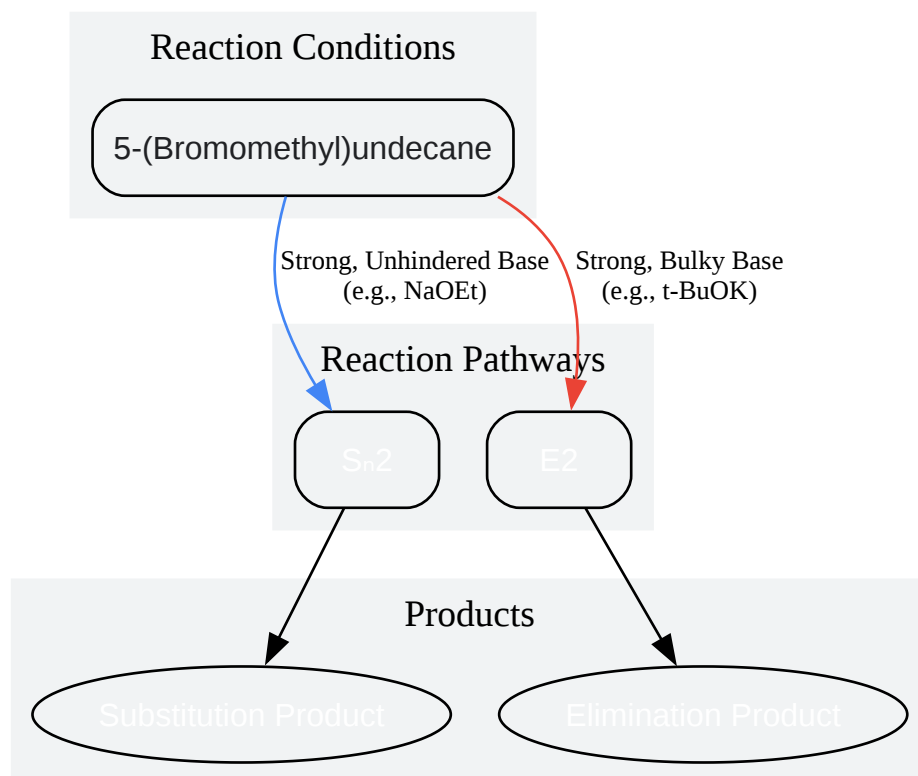 Reaction Conditions
5-(Bromomethyl)undecane
Strong, Unhindered Base
(e.g., NaOEt)
Strong, Bulky Base
(e.g., t-BuOK)
Reaction Pathways
Sₙ2
E2
Products
Substitution Product
Elimination Product